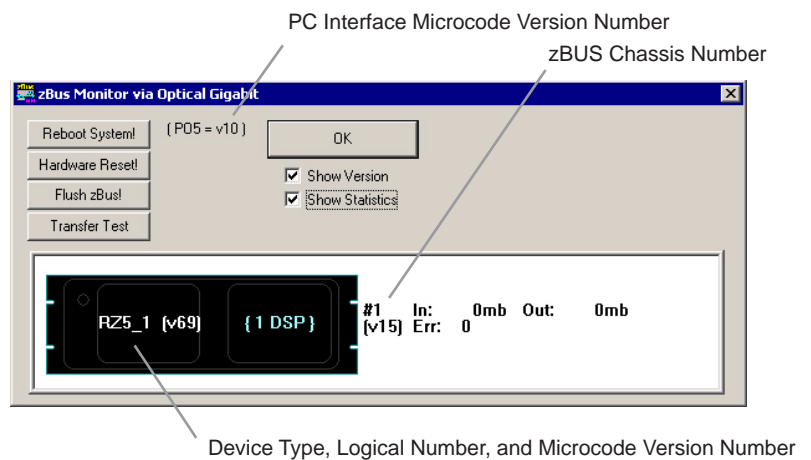 PC Interface Microcode Version Number
zBUS Chassis Number
zBus Monitor via Optical Gigabit
Reboot System!
( PO5 = v10 )
OK
Hardware Reset!
Show Version
Flush zBus!
Show Statistics
Transfer Test
RZ5_1 (v69)
{ 1 DSP }
#1 In: 0mb Out: 0mb
(v15) Err: 0
Device Type, Logical Number, and Microcode Version Number